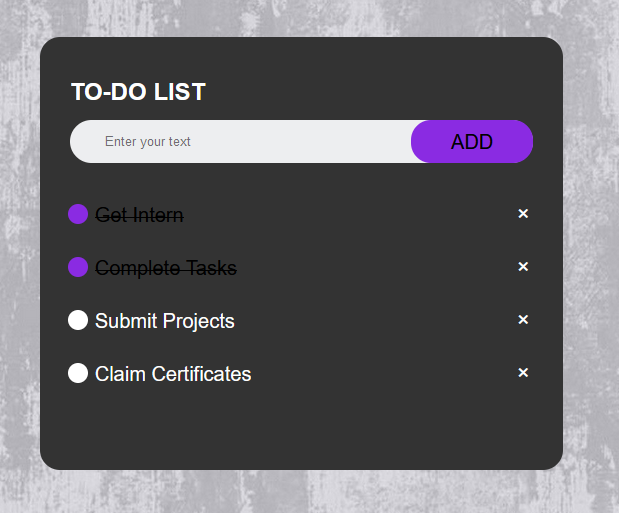 TO-DO LIST
Enter your text ADD
Get Intern ×
Complete Tasks ×
Submit Projects ×
Claim Certificates ×